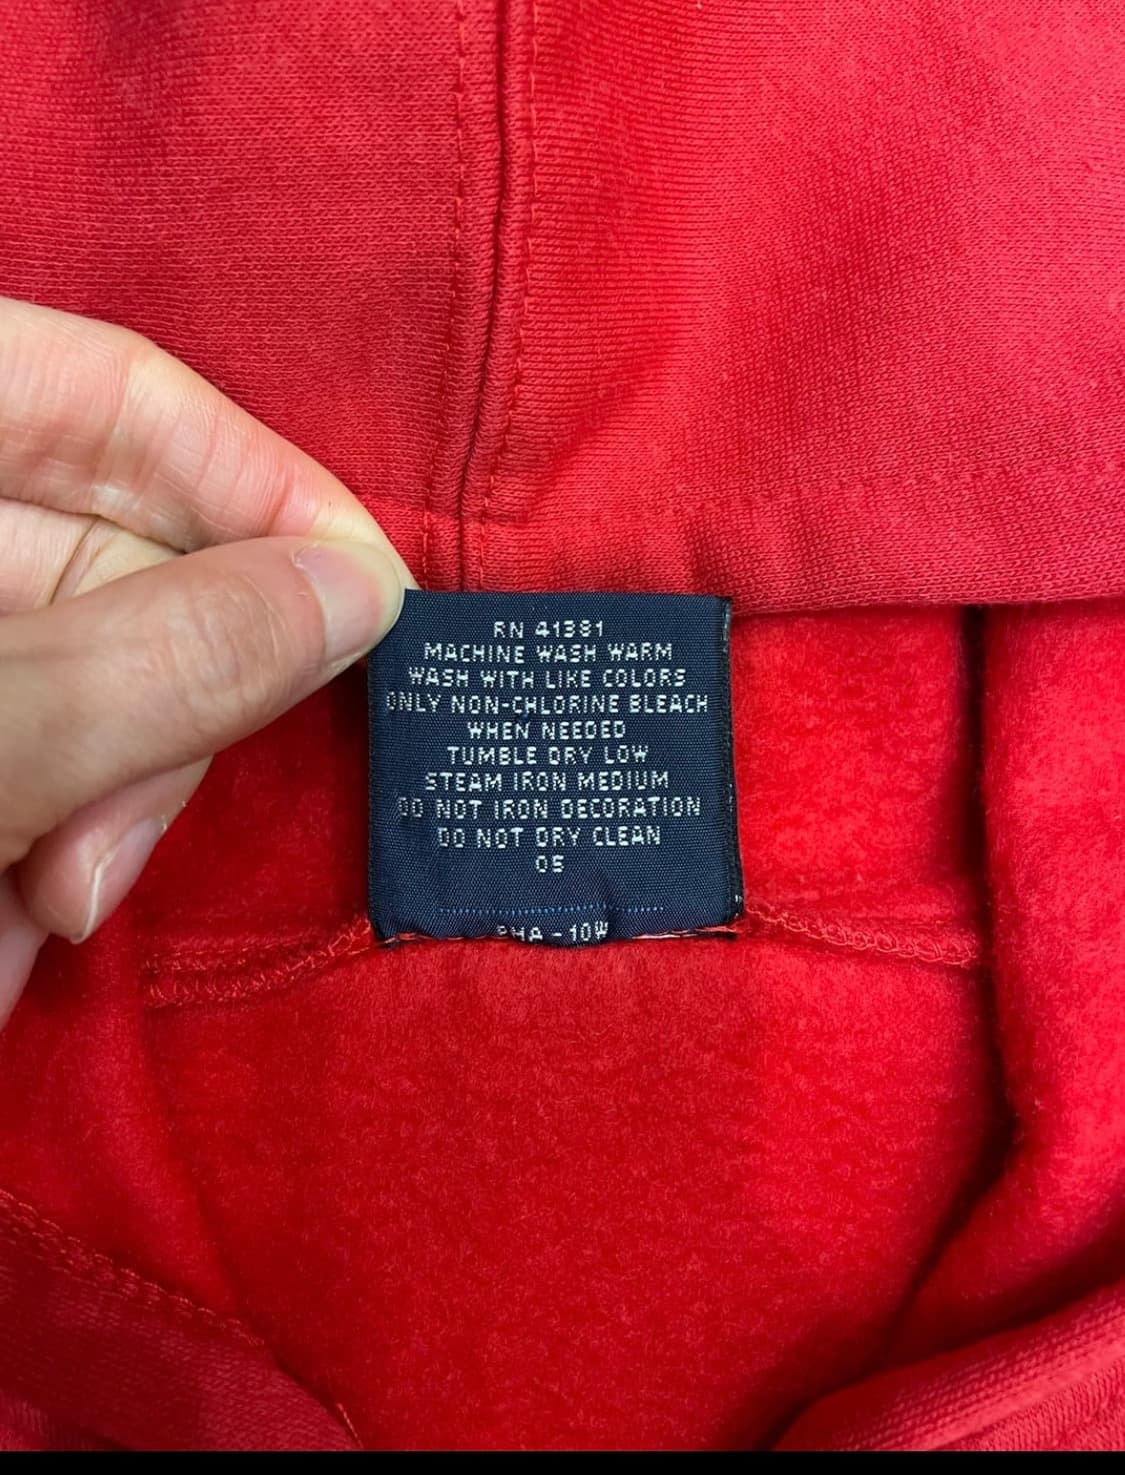 RN 41381
MACHINE WASH WARM
WASH WITH LIKE COLORS
ONLY NON-CHLORINE BLEACH
WHEN NEEDED
TUMBLE DRY LOW
STEAM IRON MEDIUM
DO NOT IRON DECORATION
DO NOT DRY CLEAN
05
- 10W